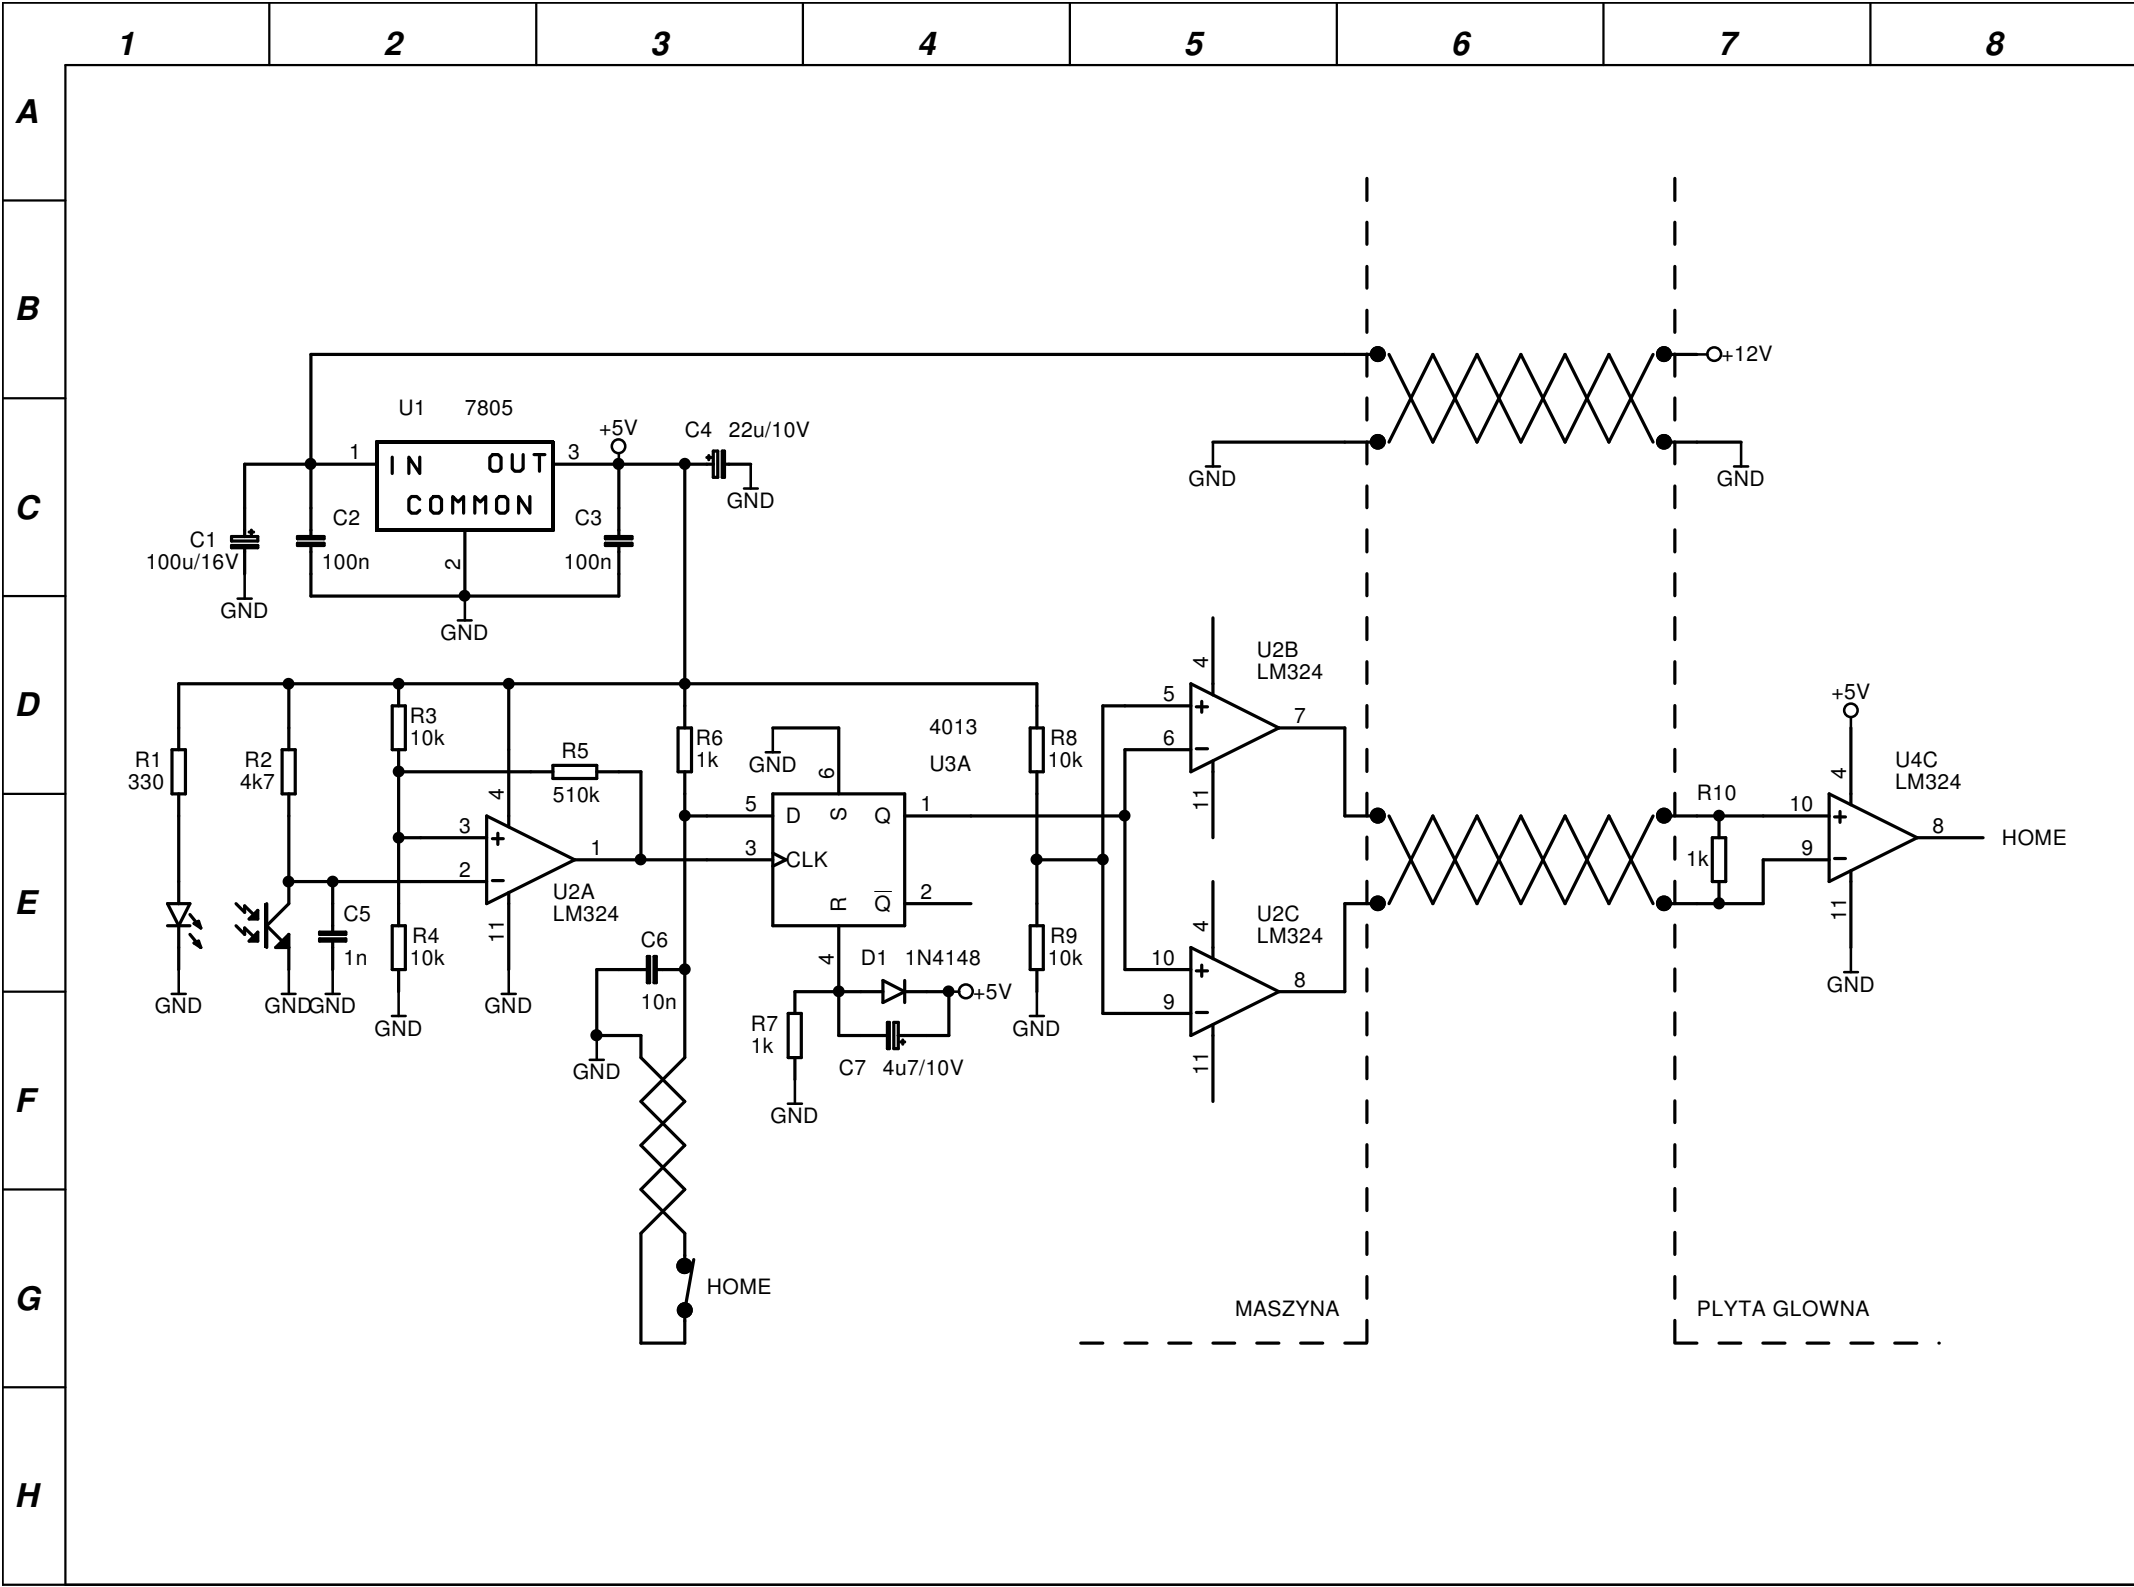 1 2 3 4 5 6 7 8
A
B
C
D
E
F
G
H
+12V
GND
GND
U1 7805
1
IN OUT
COMMON
3
2
+5V
C4 22u/10V
GND
C1
100u/16V
GND
C2
100n
C3
100n
GND
R1
330
GND
R2
4k7
GND
C5
1n
GND
R3
10k
R4
10k
GND
R5
510k
4
3
+
2
−
1
11
U2A
LM324
GND
R6
1k
C6
10n
GND
HOME
GND
4013
U3A
6
5
D
S
Q
1
3
CLK
R
Q
2
4
D1 1N4148
+5V
R7
1k
GND
C7 4u7/10V
R8
10k
R9
10k
GND
U2B
LM324
4
5
+
6
−
7
11
U2C
LM324
4
10
+
9
−
8
11
R10
1k
+5V
U4C
LM324
4
10
+
9
−
8
11
HOME
GND
MASZYNA
PLYTA GLOWNA